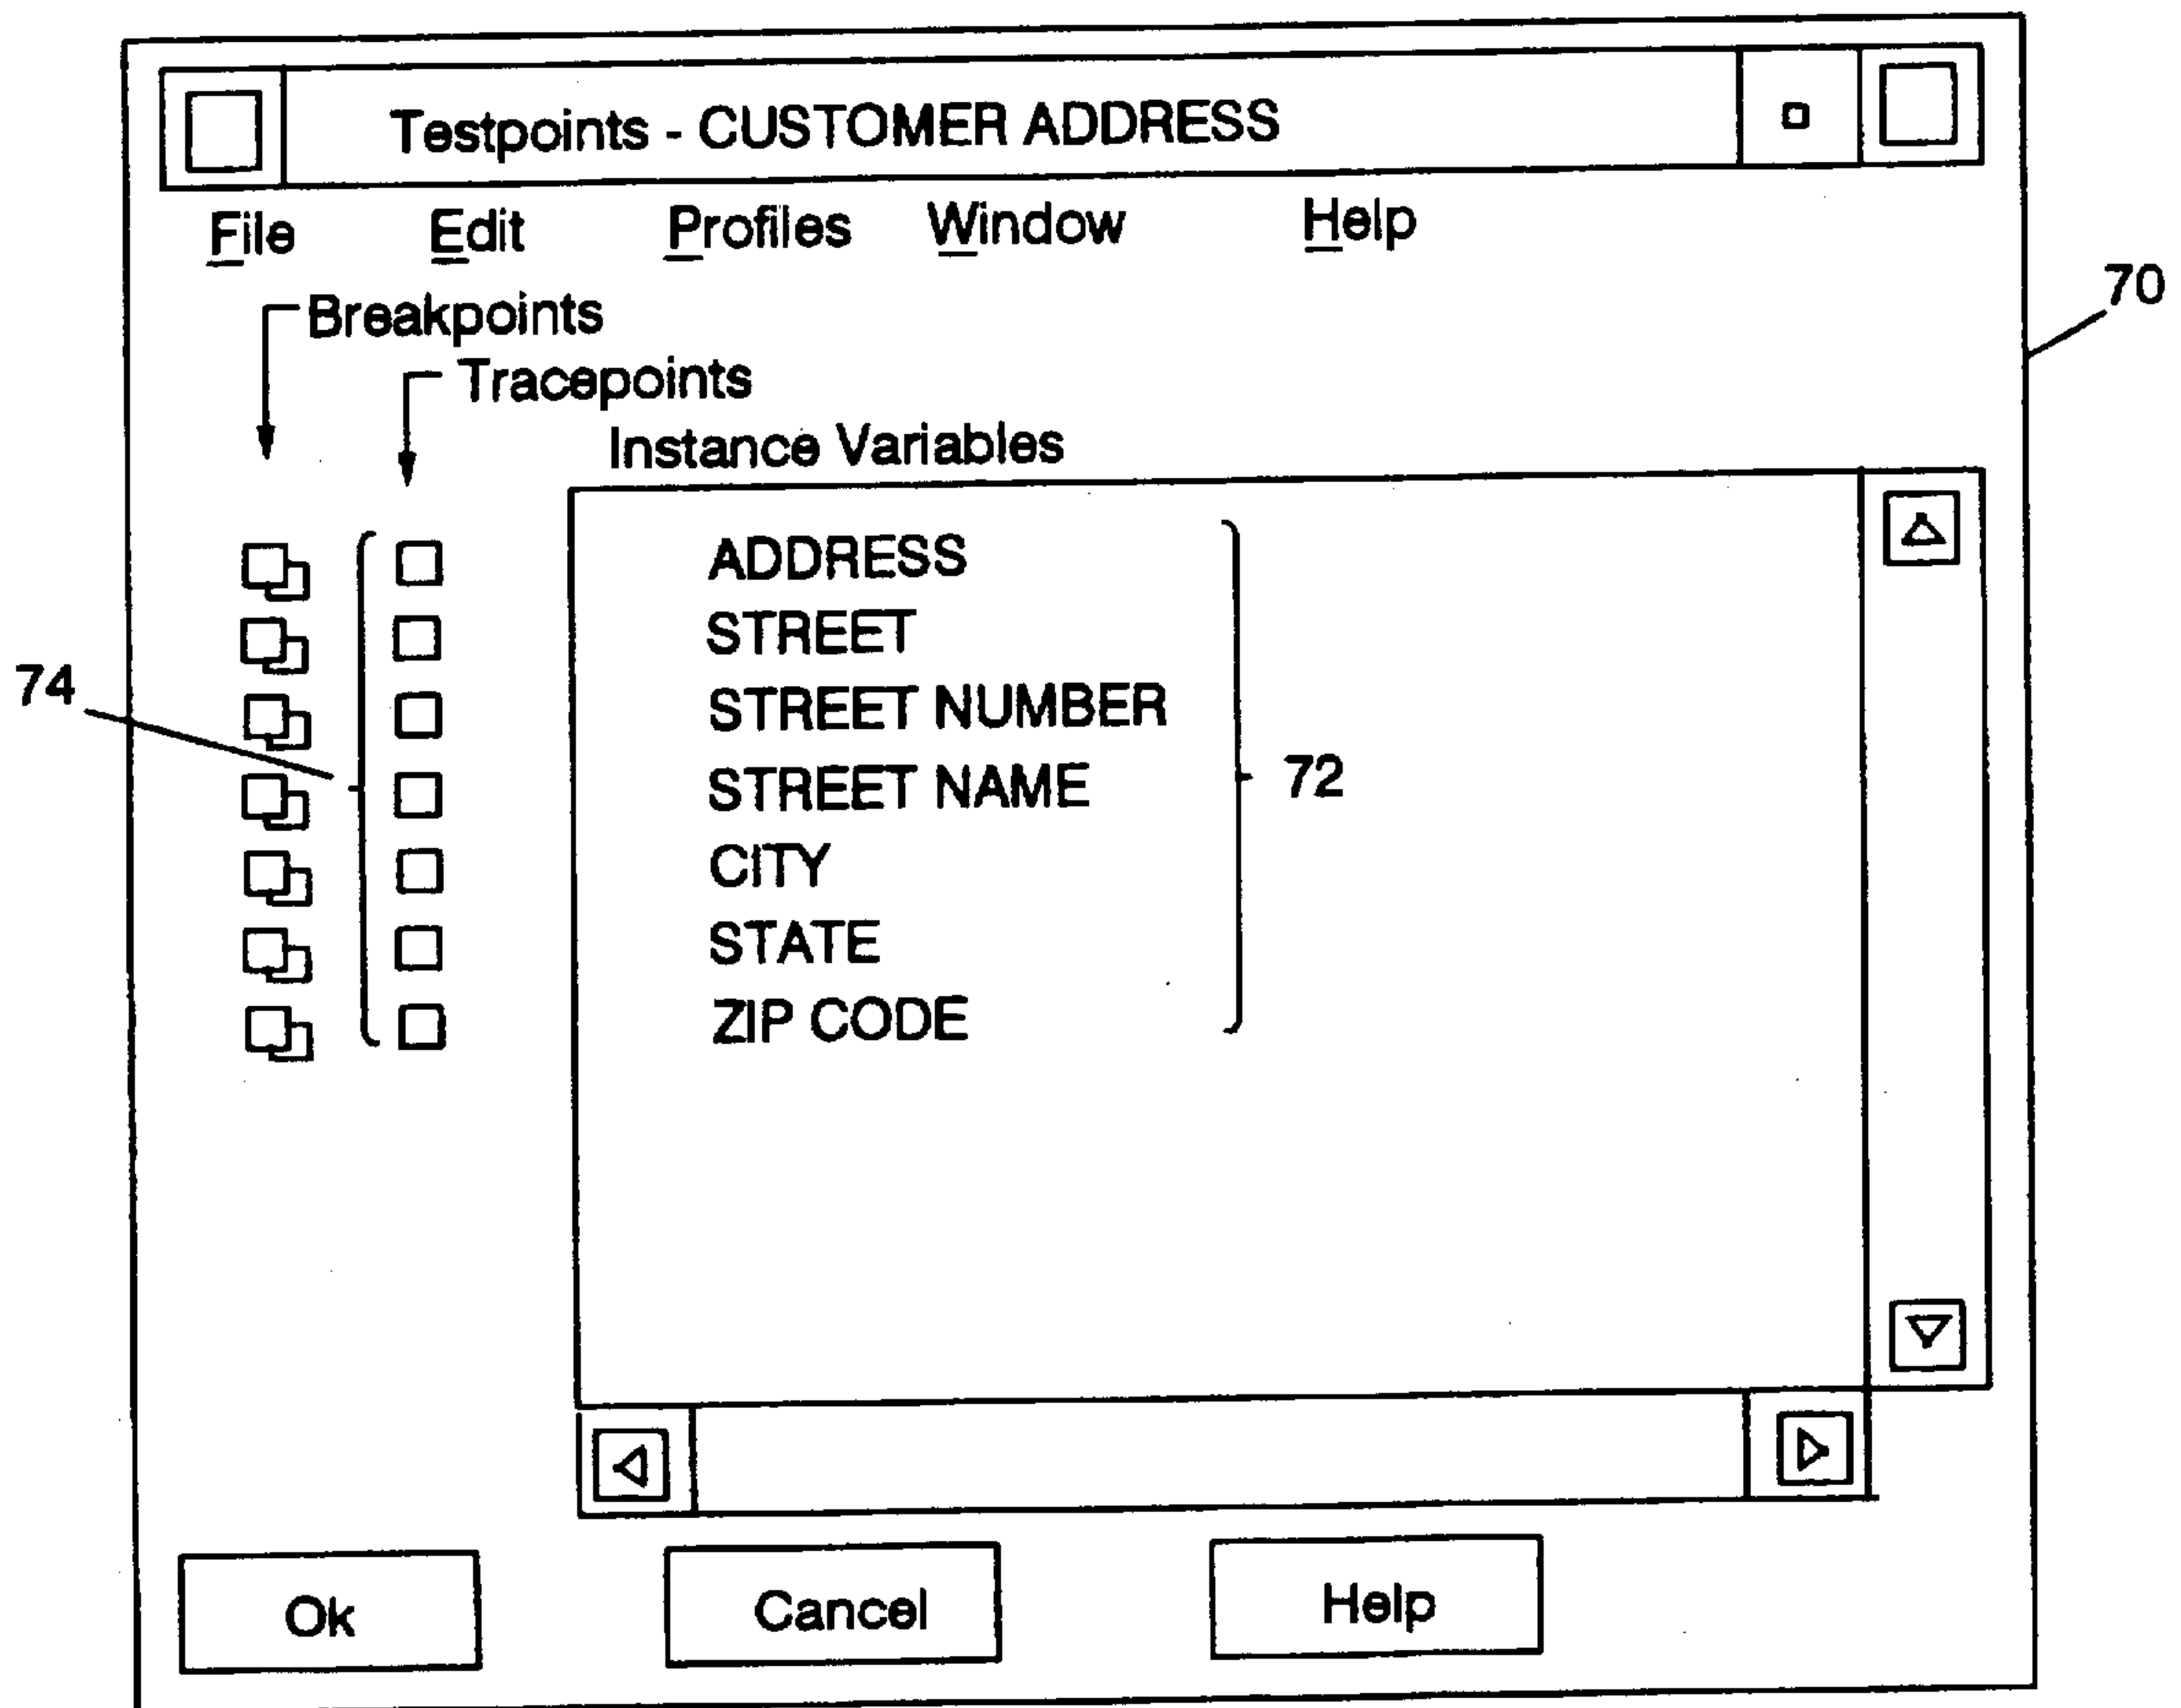 Testpoints - CUSTOMER ADDRESS
File Edit Profiles Window Help
70
Breakpoints
Tracepoints
Instance Variables
ADDRESS
STREET
74
STREET NUMBER
STREET NAME
72
CITY
STATE
ZIP CODE
Ok Cancel Help